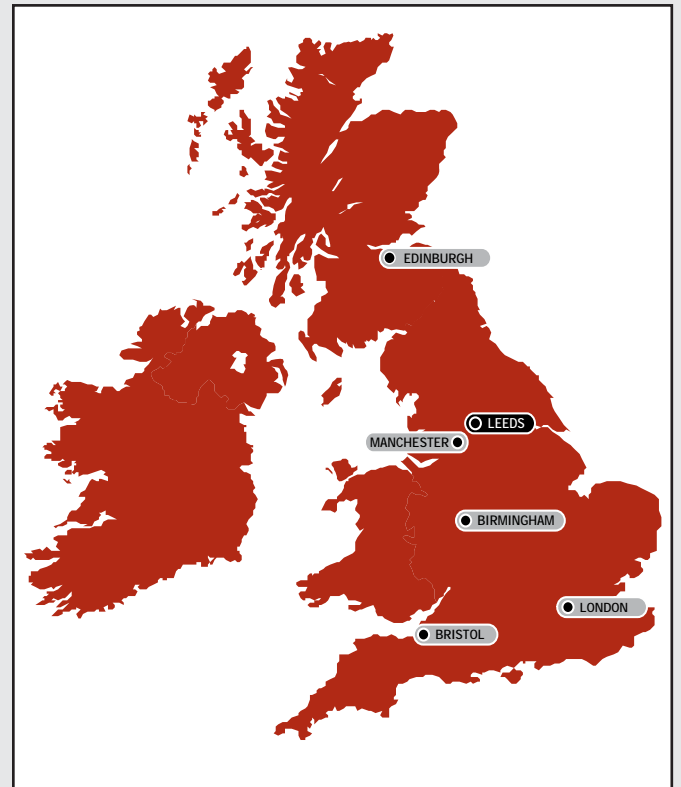 EDINBURGH
LEEDS
MANCHESTER
BIRMINGHAM
LONDON
BRISTOL